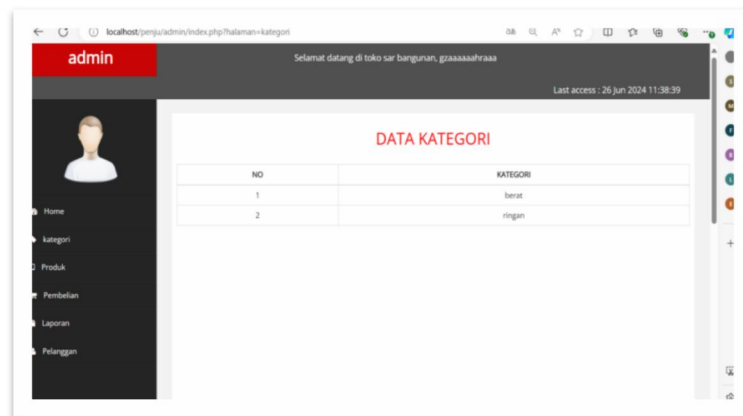 localhost/penju/admin/index.php?halaman=kategori
admin
Selamat datang di toko sar bangunan, gzaaaaaahraaa
Last access : 26 Jun 2024 11:38:39
DATA KATEGORI
NO KATEGORI
1 berat
2 ringan
Home
kategori
Produk
Pembelian
Laporan
Pelanggan